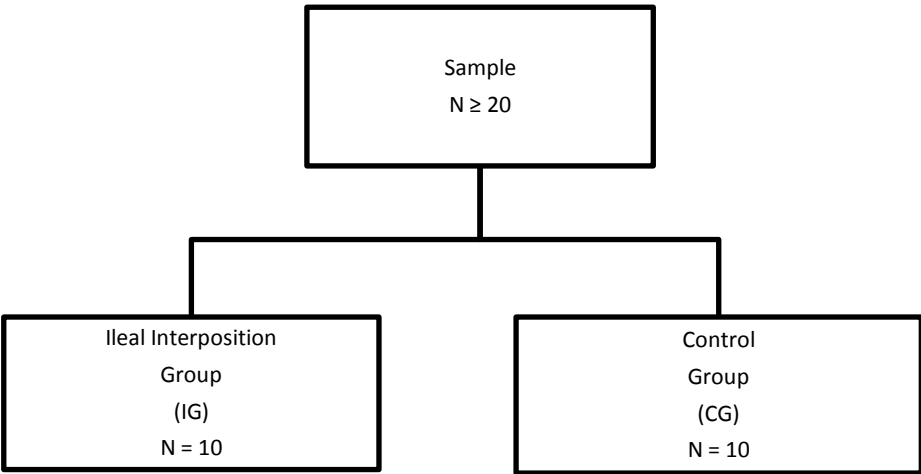 Sample
N ≥ 20
Ileal Interposition
Group
(IG)
N = 10
Control
Group
(CG)
N = 10